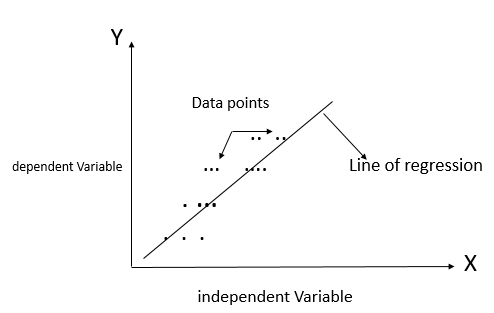 Y
Data points
dependent Variable
Line of regression
X
independent Variable